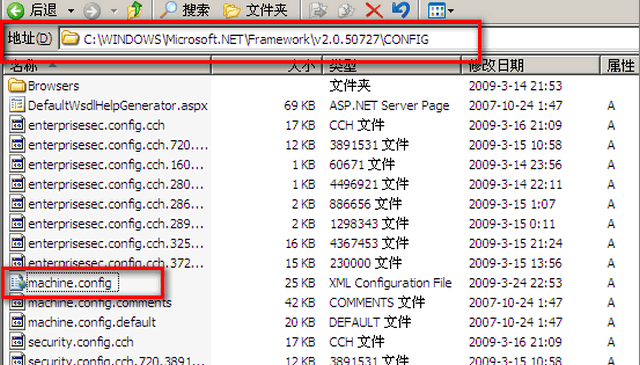 后退 搜索 文件夹
地址(D) C:\WINDOWS\Microsoft.NET\Framework\v2.0.50727\CONFIG
名称 大小 类型 修改日期 属性
Browsers 文件夹 2009-3-14 21:53
DefaultWsdlHelpGenerator.aspx 69 KB ASP.NET Server Page 2007-10-24 1:47 A
enterprisesec.config.cch 17 KB CCH 文件 2009-3-16 21:09 A
enterprisesec.config.cch.720.... 12 KB 3891531 文件 2009-3-15 10:58 A
enterprisesec.config.cch.160... 1 KB 60671 文件 2009-3-14 23:56 A
enterprisesec.config.cch.280... 1 KB 4496921 文件 2009-3-14 22:11 A
enterprisesec.config.cch.286... 2 KB 886656 文件 2009-3-15 1:07 A
enterprisesec.config.cch.289... 2 KB 1298343 文件 2009-3-15 0:11 A
enterprisesec.config.cch.325... 16 KB 4367453 文件 2009-3-15 21:24 A
enterprisesec.config.cch.372... 15 KB 230000 文件 2009-3-15 13:56 A
machine.config 25 KB XML Configuration File 2009-3-24 22:53 A
machine.config.comments 42 KB COMMENTS 文件 2007-10-24 1:47 A
machine.config.default 20 KB DEFAULT 文件 2007-10-24 1:47 A
security.config.cch 17 KB CCH 文件 2009-3-16 21:09 A
security.config.cch.720.3891... 12 KB 3891531 文件 2009-3-15 10:58 A